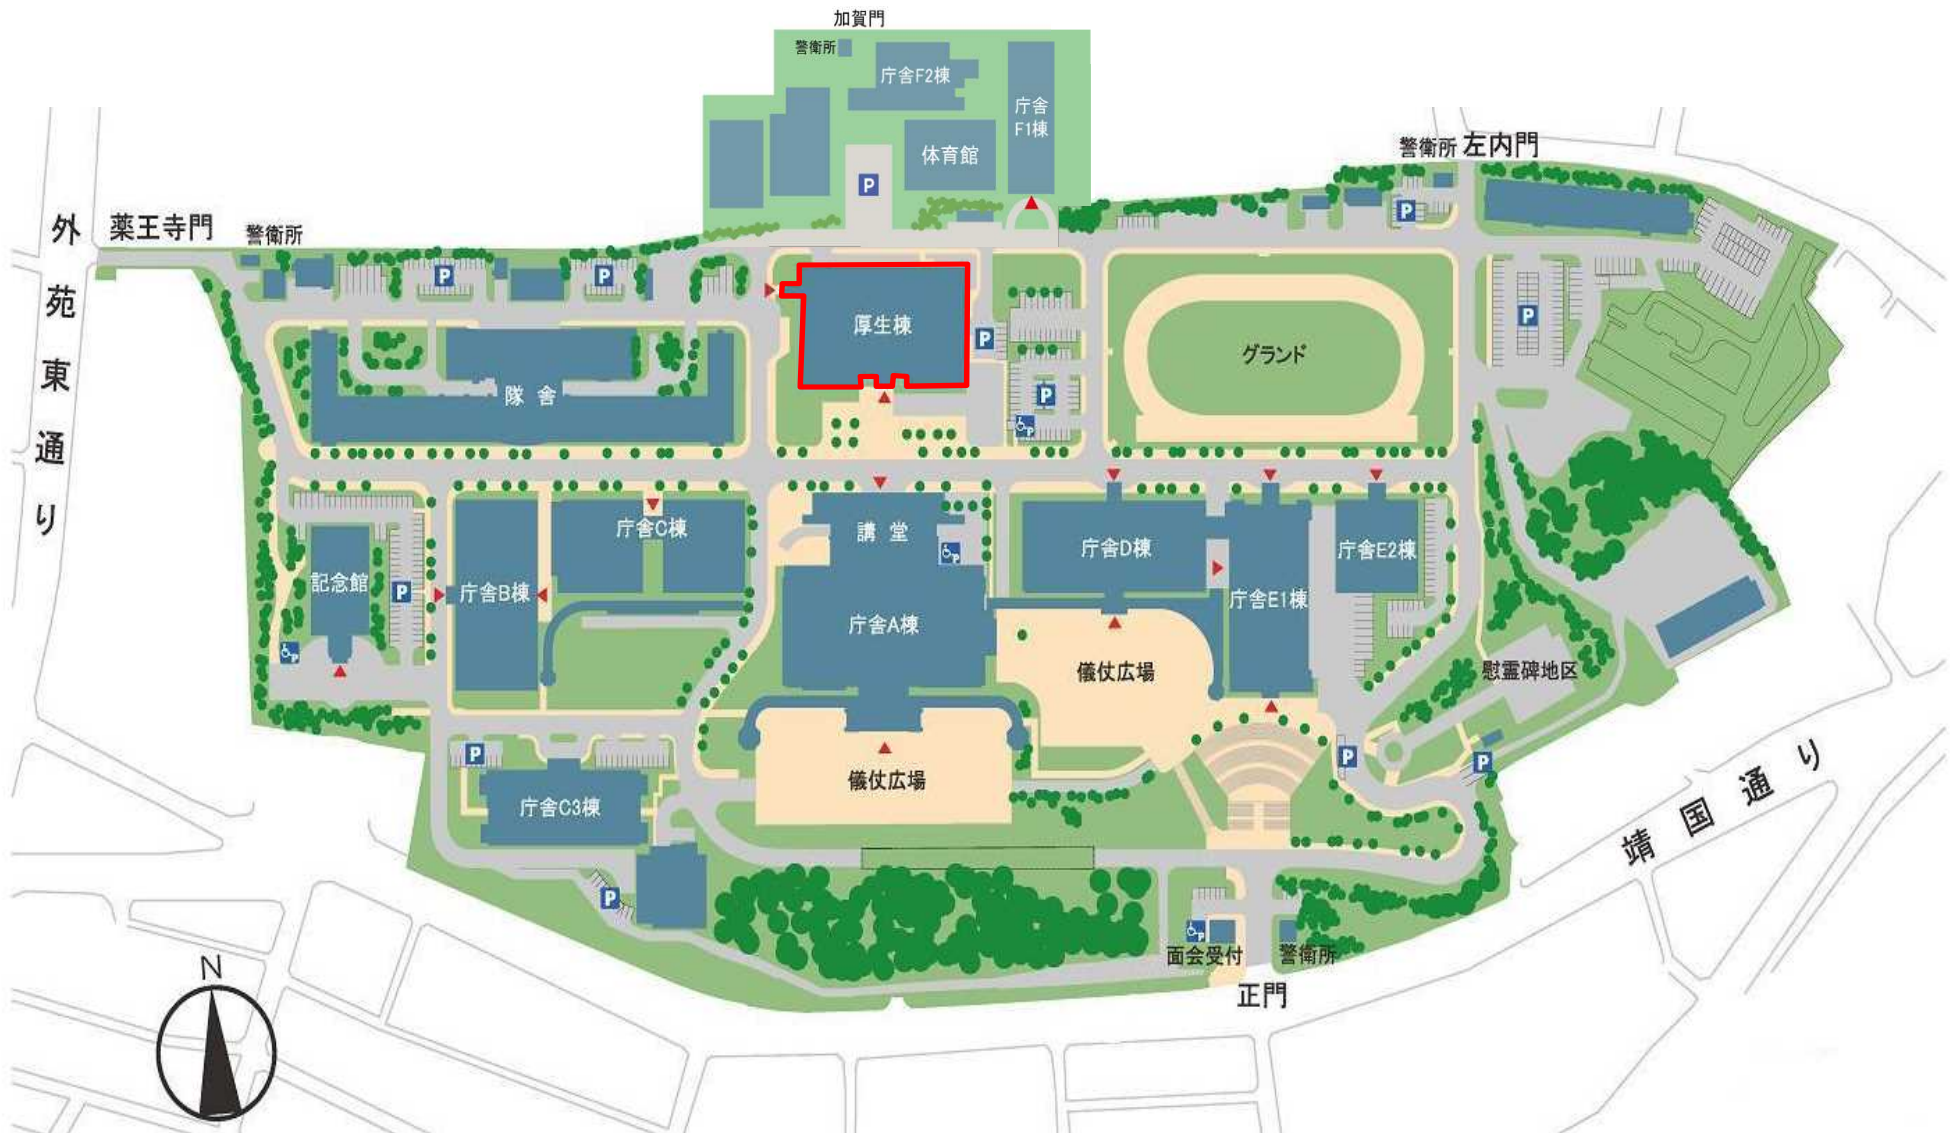 加賀門
警衛所
庁舎F2棟
庁舎
F1棟
体育館
P
警衛所 左内門
P
外苑東通り
薬王寺門
警衛所
P
P
厚生棟
P
P
グランド
P
隊 舎
P
P
講 堂
P
庁舎C棟
庁舎D棟
庁舎E2棟
記念館
P
庁舎B棟
庁舎E1棟
庁舎A棟
P
儀仗広場
慰霊碑地区
P
P
P
儀仗広場
庁舎C3棟
靖国通り
P
P
面会受付
警衛所
正門
N